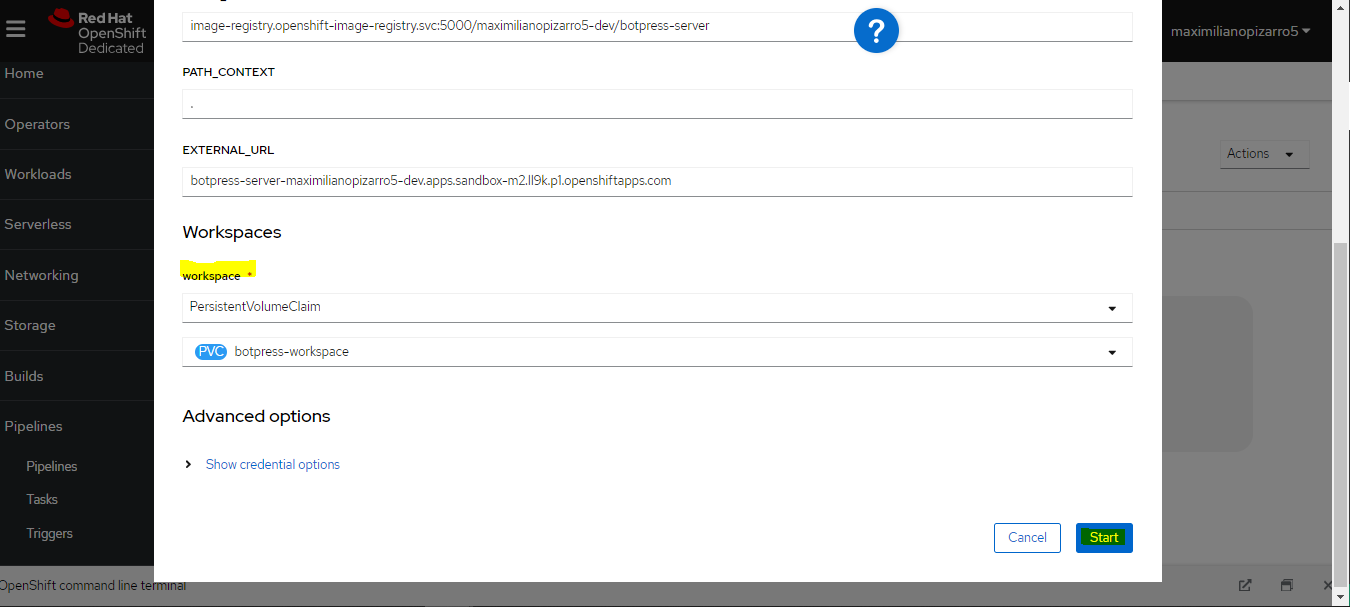 Red Hat
OpenShift
Dedicated
maximilianopizarro5
Home
Operators
Workloads
Serverless
Networking
Storage
Builds
Pipelines
Pipelines
Tasks
Triggers
image-registry.openshift-image-registry.svc:5000/maximilianopizarro5-dev/botpress-server
?
PATH_CONTEXT
.
EXTERNAL_URL
botpress-server-maximilianopizarro5-dev.apps.sandbox-m2.ll9k.p1.openshiftapps.com
Workspaces
workspace *
PersistentVolumeClaim
PVC botpress-workspace
Advanced options
Show credential options
Cancel
Start
Actions
OpenShift command line terminal